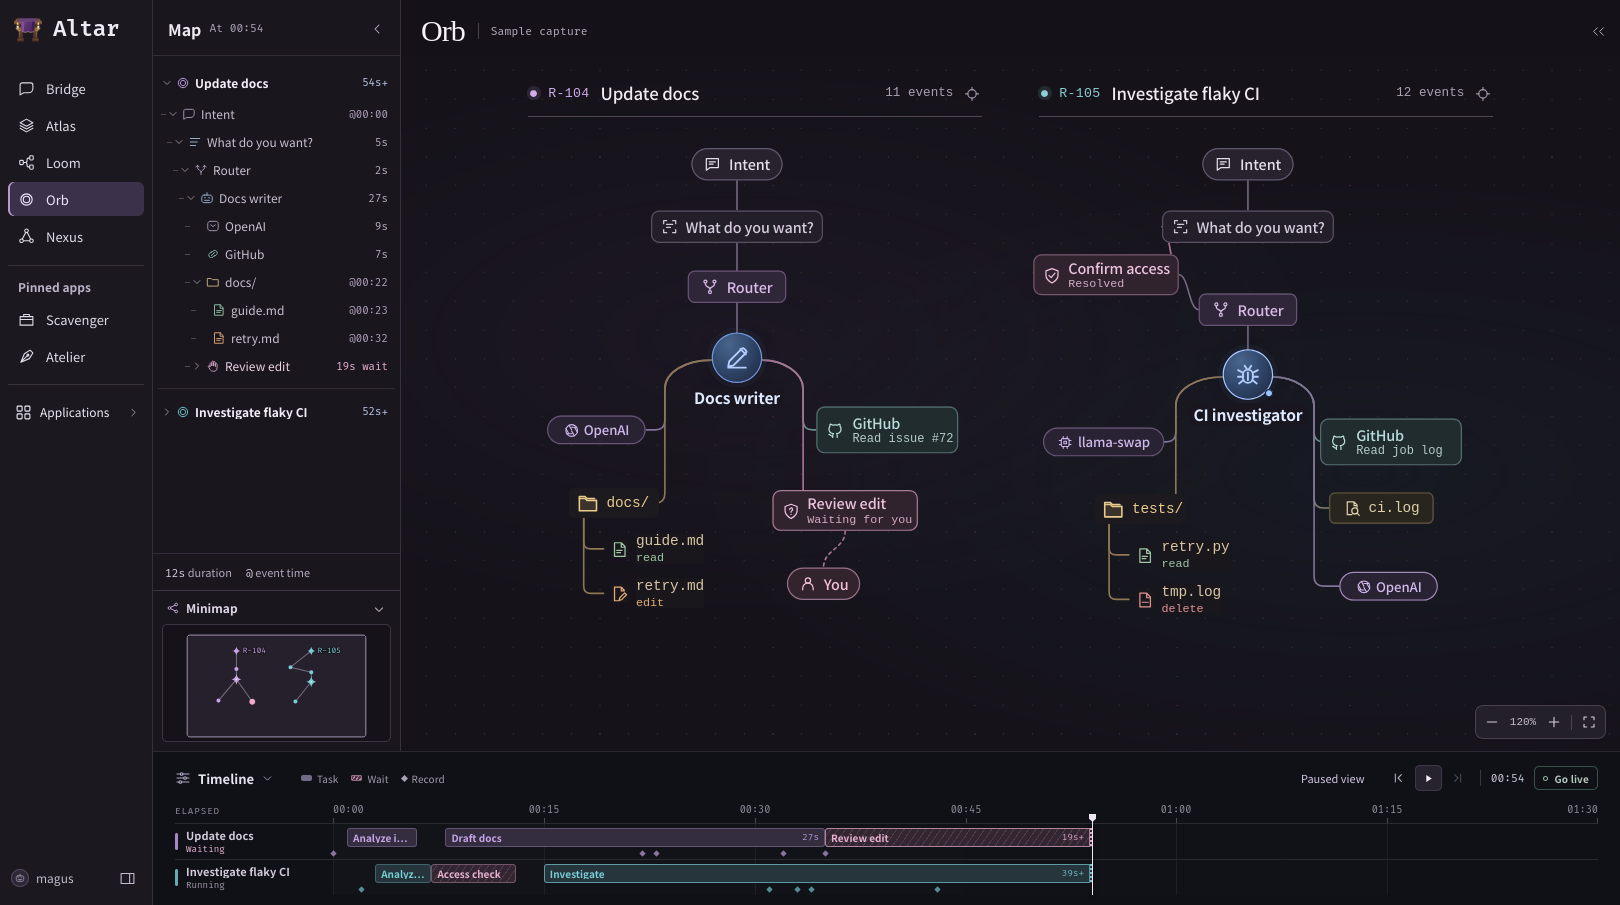 Altar
Bridge
Atlas
Loom
Orb
Nexus
Pinned apps
Scavenger
Atelier
Applications
magus
Map At 00:54
Update docs 54s+
Intent @00:00
What do you want? 5s
Router 2s
Docs writer 27s
OpenAI 9s
GitHub 7s
docs/ @00:22
guide.md @00:23
retry.md @00:32
Review edit 19s wait
Investigate flaky CI 52s+
12s duration @ event time
Minimap
R-104 R-105
Orb Sample capture
R-104 Update docs 11 events
Intent
What do you want?
Router
Docs writer
OpenAI
GitHub
Read issue #72
docs/
guide.md
read
retry.md
edit
Review edit
Waiting for you
You
R-105 Investigate flaky CI 12 events
Intent
What do you want?
Confirm access
Resolved
Router
CI investigator
llama-swap
GitHub
Read job log
tests/
retry.py
read
tmp.log
delete
ci.log
OpenAI
120%
Timeline Task Wait Record
Paused view 00:54 Go live
ELAPSED 00:00 00:15 00:30 00:45 01:00 01:15 01:30
Update docs
Waiting
Analyze i... Draft docs 27s Review edit 19s+
Investigate flaky CI
Running
Analyz... Access check Investigate 39s+